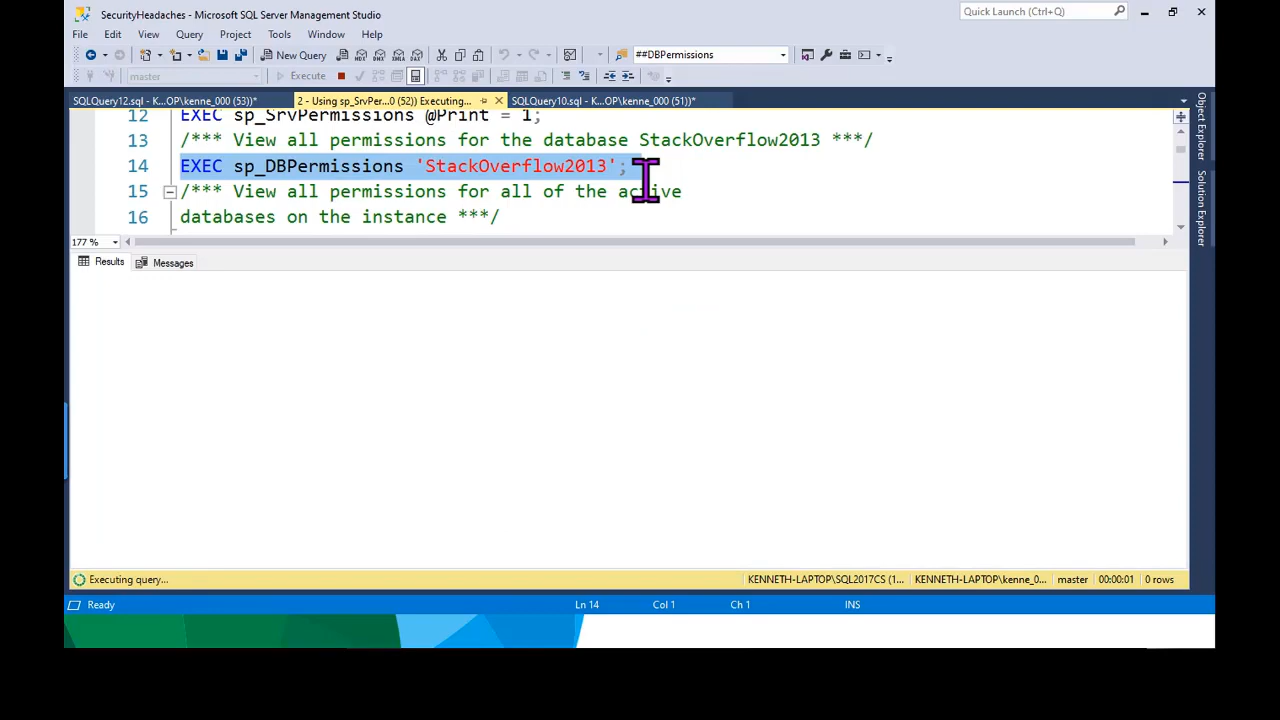 SecurityHeadaches - Microsoft SQL Server Management Studio
Quick Launch (Ctrl+Q)
File Edit View Query Project Tools Window Help
New Query
##DBPermissions
master
Execute
SQLQuery12.sql - K...OP\kenne_000 (53))*
2 - Using sp_SrvPer...0 (52)) Executing...
SQLQuery10.sql - K...OP\kenne_000 (51))*
12 EXEC sp_SrvPermissions @Print = 1;
13 /*** View all permissions for the database StackOverflow2013 ***/
14 EXEC sp_DBPermissions 'StackOverflow2013';
15 /*** View all permissions for all of the active
16 databases on the instance ***/
177 %
Results Messages
Object Explorer
Solution Explorer
Executing query...
KENNETH-LAPTOP\SQL2017CS (1...
KENNETH-LAPTOP\kenne_0...
master
00:00:01
0 rows
Ready
Ln 14
Col 1
Ch 1
INS